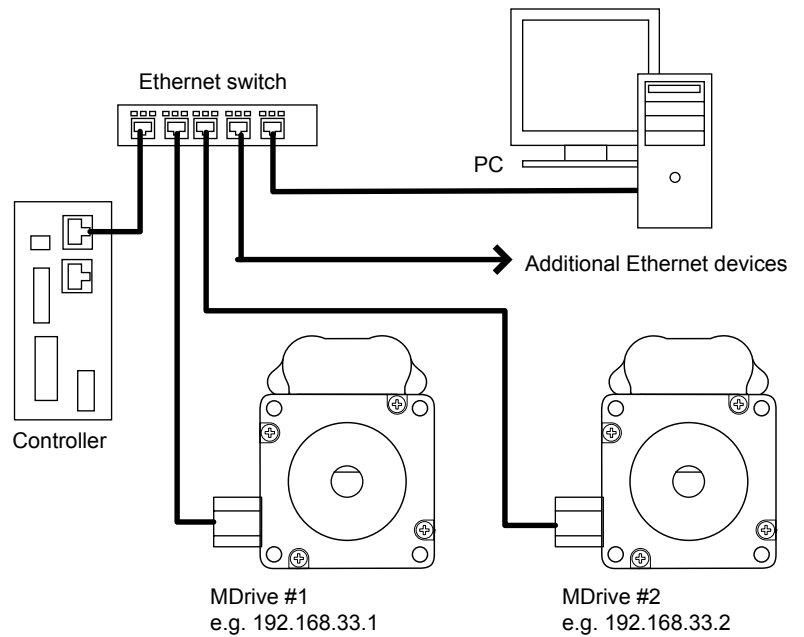 Ethernet switch
PC
Additional Ethernet devices
Controller
MDrive #1
e.g. 192.168.33.1
MDrive #2
e.g. 192.168.33.2